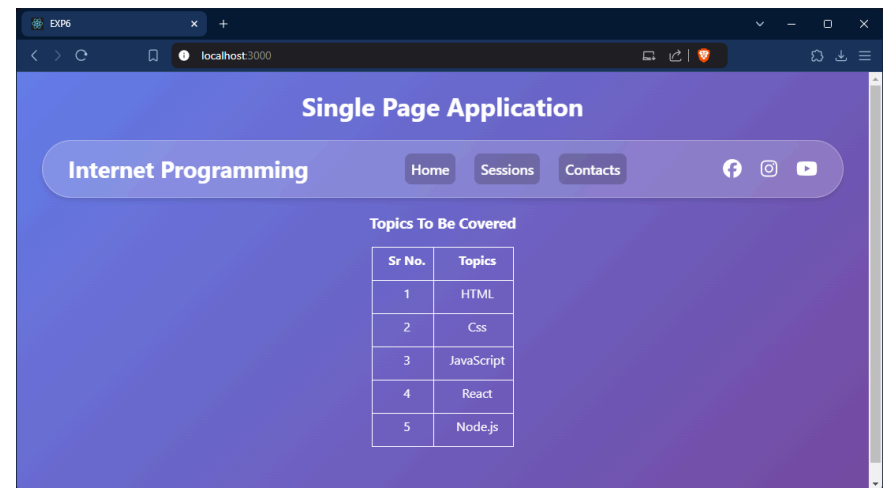 EXP6
localhost:3000
Single Page Application
Internet Programming Home Sessions Contacts
Topics To Be Covered
Sr No. Topics
1 HTML
2 Css
3 JavaScript
4 React
5 Node.js